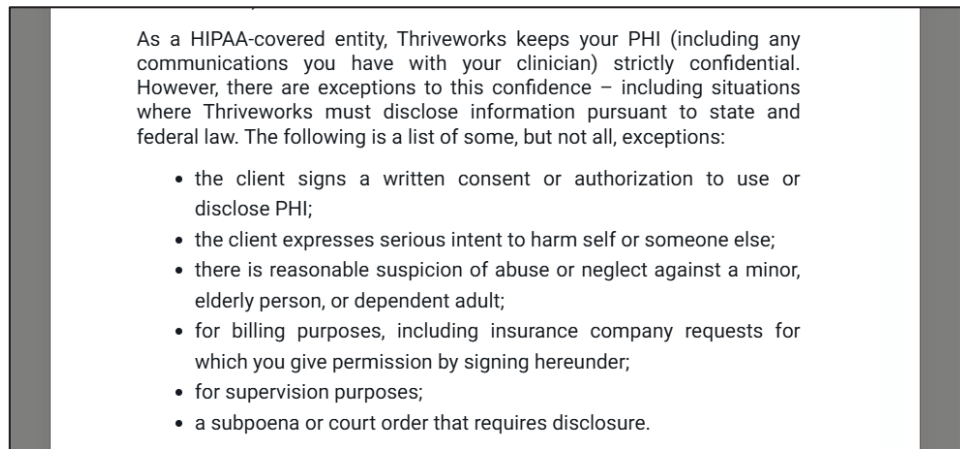 As a HIPAA-covered entity, Thriveworks keeps your PHI (including any
communications you have with your clinician) strictly confidential.
However, there are exceptions to this confidence – including situations
where Thriveworks must disclose information pursuant to state and
federal law. The following is a list of some, but not all, exceptions:
• the client signs a written consent or authorization to use or
disclose PHI;
• the client expresses serious intent to harm self or someone else;
• there is reasonable suspicion of abuse or neglect against a minor,
elderly person, or dependent adult;
• for billing purposes, including insurance company requests for
which you give permission by signing hereunder;
• for supervision purposes;
• a subpoena or court order that requires disclosure.